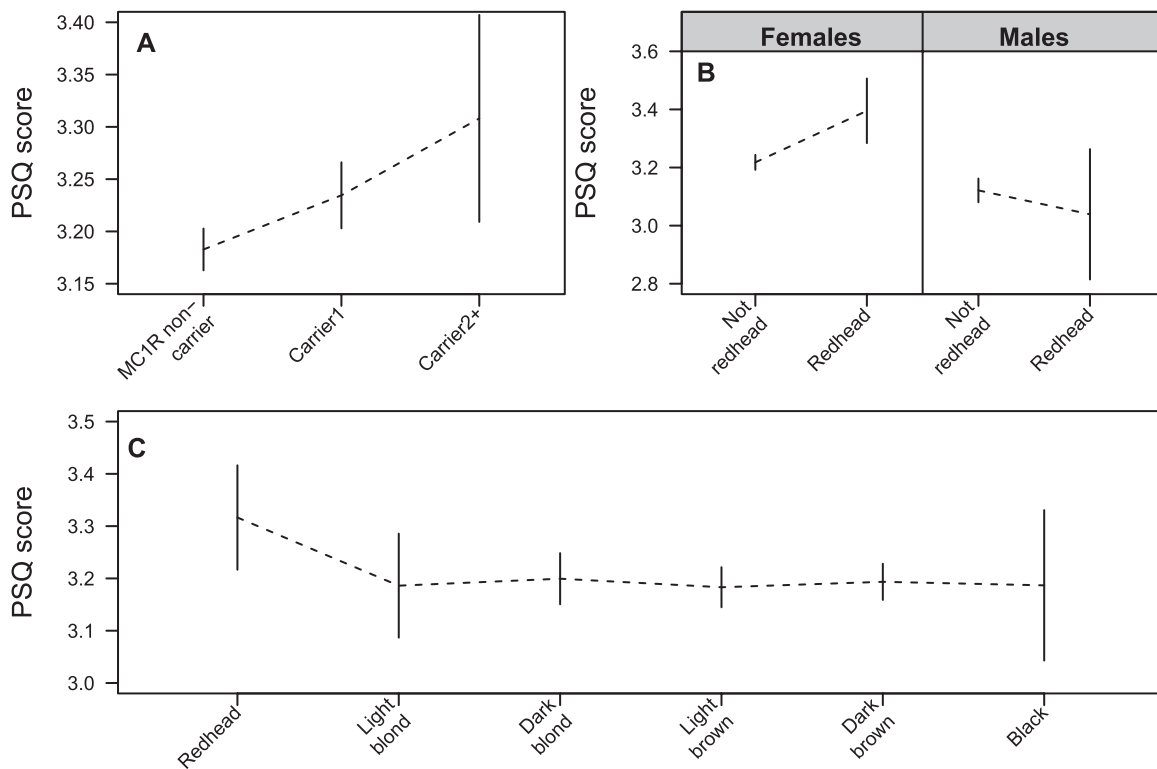 A
PSQ score
3.40
3.35
3.30
3.25
3.20
3.15
MC1R non−
carrier
Carrier1
Carrier2+
Females
Males
B
PSQ score
3.6
3.4
3.2
3.0
2.8
Not
redhead
Redhead
Not
redhead
Redhead
C
PSQ score
3.5
3.4
3.3
3.2
3.1
3.0
Redhead
Light
blond
Dark
blond
Light
brown
Dark
brown
Black